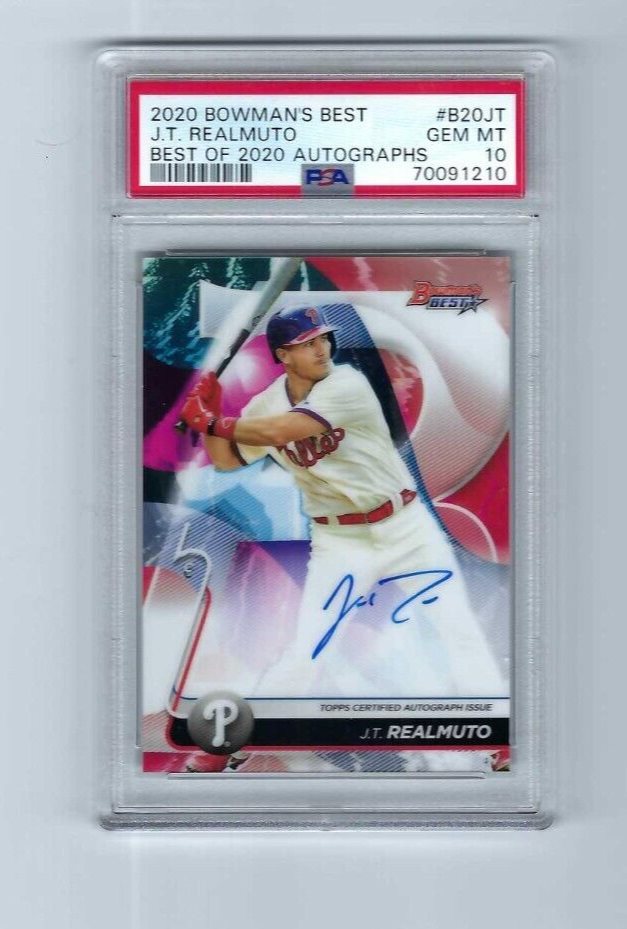 2020 BOWMAN'S BEST #B20JT
J.T. REALMUTO GEM MT
BEST OF 2020 AUTOGRAPHS 10
PSA 70091210
BOWMAN'S
BEST
P
Phillies
TOPPS CERTIFIED AUTOGRAPH ISSUE
P
J.T. REALMUTO